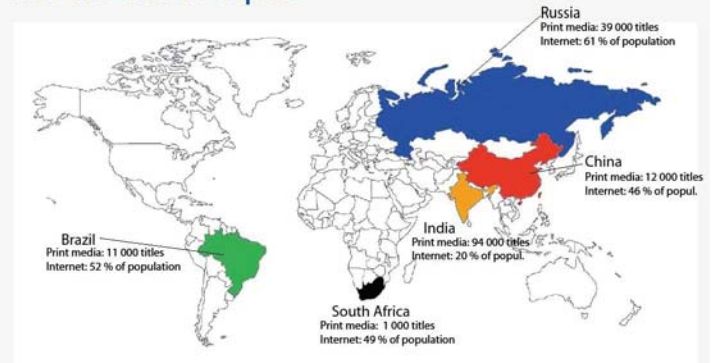 Russia
Print media: 39 000 titles
Internet: 61 % of population
China
Print media: 12 000 titles
Internet: 46 % of popul.
India
Print media: 94 000 titles
Internet: 20 % of popul.
Brazil
Print media: 11 000 titles
Internet: 52 % of population
South Africa
Print media: 1 000 titles
Internet: 49 % of population